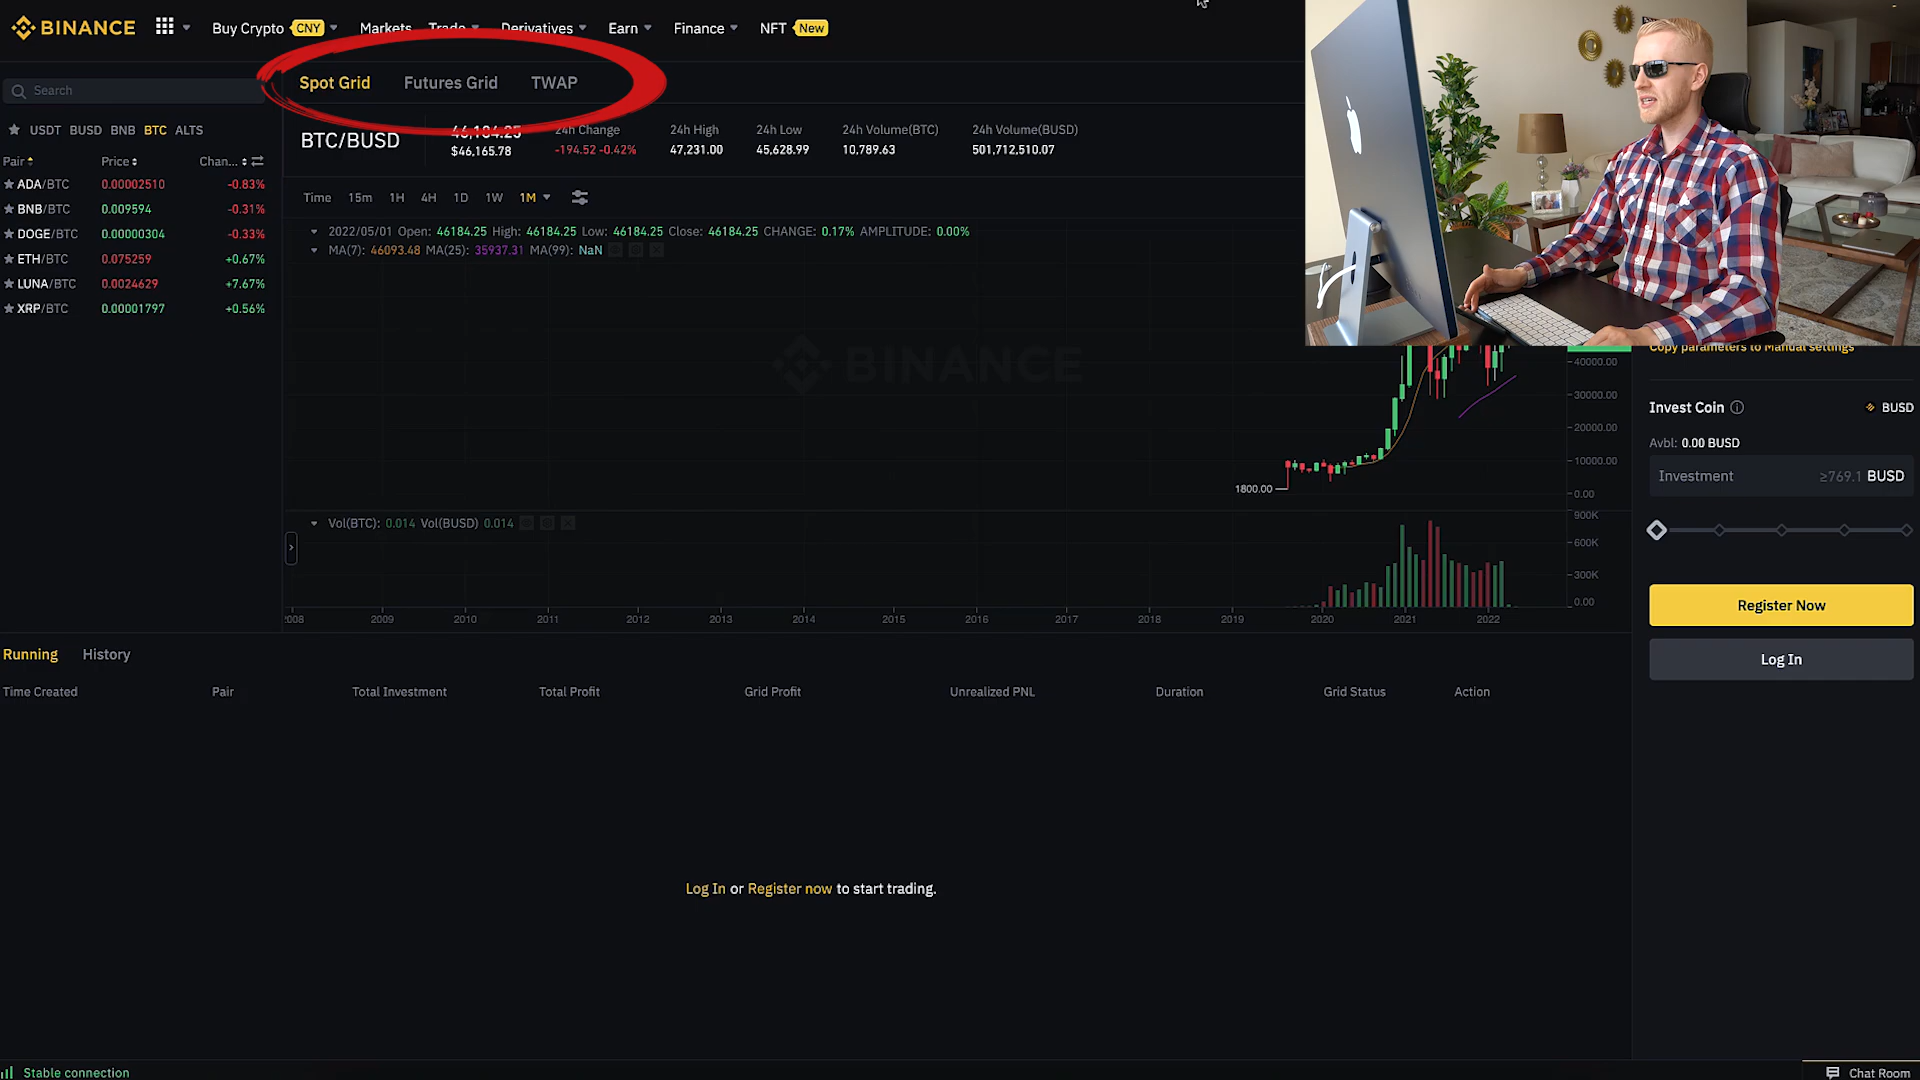 BINANCE
Buy Crypto CNY Markets Trade Derivatives Earn Finance NFT New
Spot Grid Futures Grid TWAP
Search
BTC/BUSD
46,184.25
$46,165.78
24h Change
-194.52 -0.42%
24h High
47,231.00
24h Low
45,628.99
24h Volume(BTC)
10,789.63
24h Volume(BUSD)
501,712,510.07
USDT BUSD BNB BTC ALTS
Pair Price Chan...
ADA/BTC 0.00002510 -0.83%
BNB/BTC 0.009594 -0.31%
DOGE/BTC 0.00000304 -0.33%
ETH/BTC 0.075259 +0.67%
LUNA/BTC 0.0024629 +7.67%
XRP/BTC 0.00001797 +0.56%
Time 15m 1H 4H 1D 1W 1M
2022/05/01 Open: 46184.25 High: 46184.25 Low: 46184.25 Close: 46184.25 CHANGE: 0.17% AMPLITUDE: 0.00%
MA(7): 46093.48 MA(25): 35937.31 MA(99): NaN
BINANCE
40000.00
30000.00
20000.00
10000.00
0.00
1800.00
Vol(BTC): 0.014 Vol(BUSD) 0.014
900K
600K
300K
0.00
2008 2009 2010 2011 2012 2013 2014 2015 2016 2017 2018 2019 2020 2021 2022
Copy parameters to Manual settings
Invest Coin BUSD
Avbl: 0.00 BUSD
Investment ≥769.1 BUSD
Register Now
Log In
Running History
Time Created Pair Total Investment Total Profit Grid Profit Unrealized PNL Duration Grid Status Action
Log In or Register now to start trading.
Stable connection
Chat Room